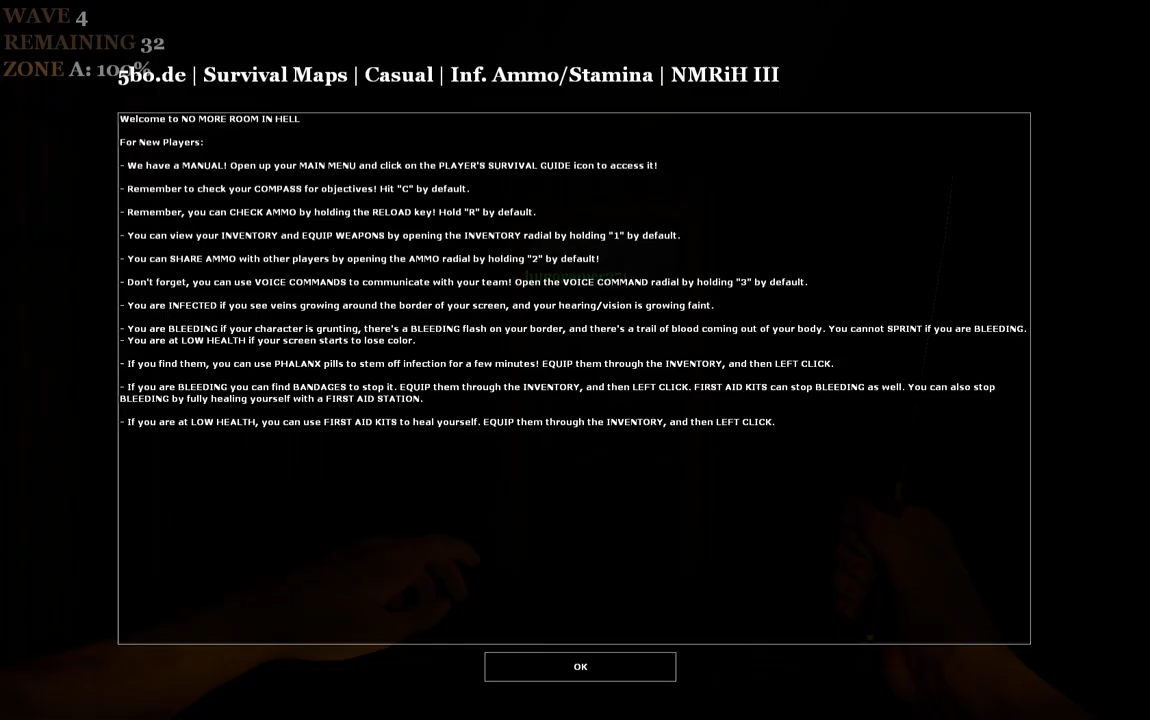 WAVE 4
REMAINING 32
ZONE A: 100%
5bo.de | Survival Maps | Casual | Inf. Ammo/Stamina | NMRiH III
Welcome to NO MORE ROOM IN HELL
For New Players:
- We have a MANUAL! Open up your MAIN MENU and click on the PLAYER'S SURVIVAL GUIDE icon to access it!
- Remember to check your COMPASS for objectives! Hit "C" by default.
- Remember, you can CHECK AMMO by holding the RELOAD key! Hold "R" by default.
- You can view your INVENTORY and EQUIP WEAPONS by opening the INVENTORY radial by holding "1" by default.
- You can SHARE AMMO with other players by opening the AMMO radial by holding "2" by default!
- Don't forget, you can use VOICE COMMANDS to communicate with your team! Open the VOICE COMMAND radial by holding "3" by default.
- You are INFECTED if you see veins growing around the border of your screen, and your hearing/vision is growing faint.
- You are BLEEDING if your character is grunting, there's a BLEEDING flash on your border, and there's a trail of blood coming out of your body. You cannot SPRINT if you are BLEEDING.
- You are at LOW HEALTH if your screen starts to lose color.
- If you find them, you can use PHALANX pills to stem off infection for a few minutes! EQUIP them through the INVENTORY, and then LEFT CLICK.
- If you are BLEEDING you can find BANDAGES to stop it. EQUIP them through the INVENTORY, and then LEFT CLICK. FIRST AID KITS can stop BLEEDING as well. You can also stop
BLEEDING by fully healing yourself with a FIRST AID STATION.
- If you are at LOW HEALTH, you can use FIRST AID KITS to heal yourself. EQUIP them through the INVENTORY, and then LEFT CLICK.
OK